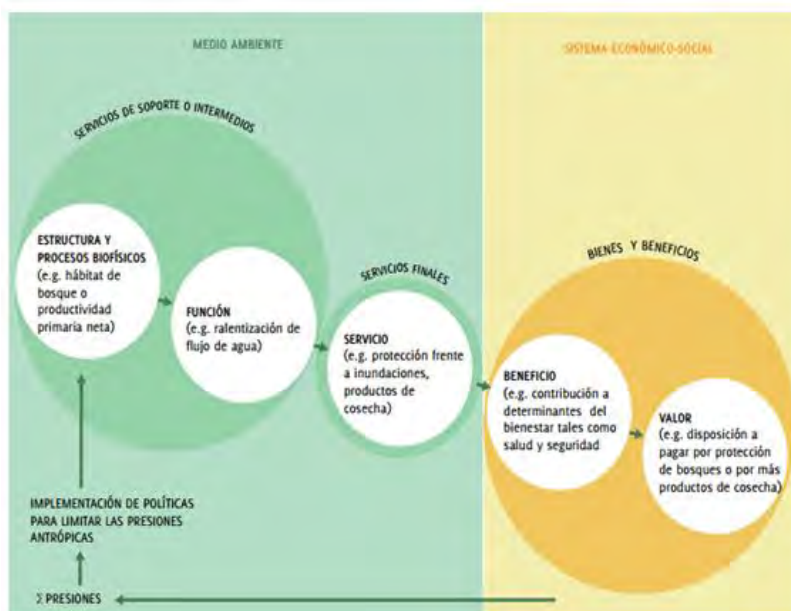 MEDIO AMBIENTE
SISTEMA ECONÓMICO-SOCIAL
SERVICIOS DE SOPORTE O INTERMEDIOS
ESTRUCTURA Y
PROCESOS BIOFÍSICOS
(e.g. hábitat de
bosque o
productividad
primaria neta)
FUNCIÓN
(e.g. ralentización de
flujo de agua)
SERVICIOS FINALES
SERVICIO
(e.g. protección frente
a inundaciones,
productos de
cosecha)
BIENES Y BENEFICIOS
BENEFICIO
(e.g. contribución a
determinantes del
bienestar tales como
salud y seguridad
VALOR
(e.g. disposición a
pagar por protección
de bosques o por más
productos de cosecha)
IMPLEMENTACIÓN DE POLÍTICAS
PARA LIMITAR LAS PRESIONES
ANTRÓPICAS
Σ PRESIONES